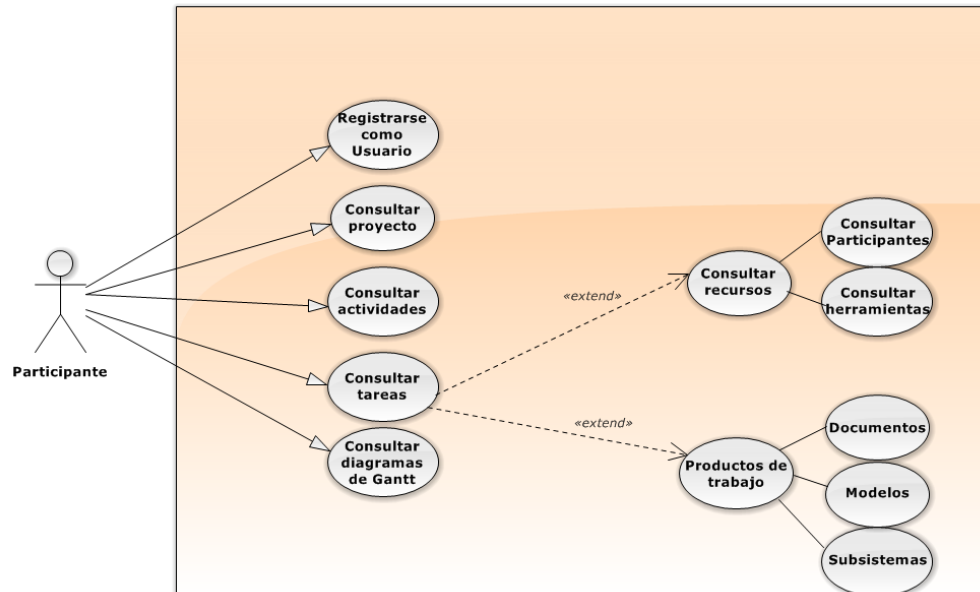 Registrarse
como
Usuario
Consultar
proyecto
Consultar
actividades
Consultar
tareas
Consultar
diagramas
de Gantt
Participante
«extend»
«extend»
Consultar
recursos
Productos de
trabajo
Consultar
Participantes
Consultar
herramientas
Documentos
Modelos
Subsistemas